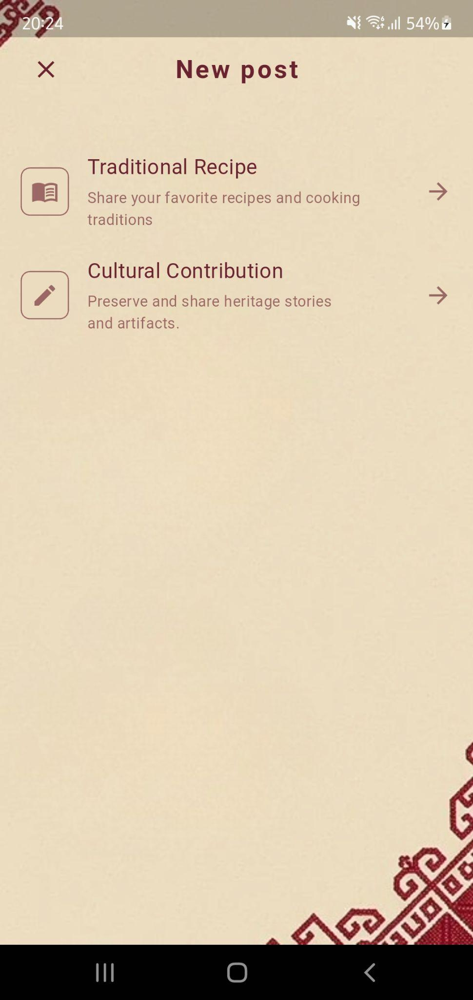 20:24
54%
New post
Traditional Recipe
Share your favorite recipes and cooking
traditions
Cultural Contribution
Preserve and share heritage stories
and artifacts.